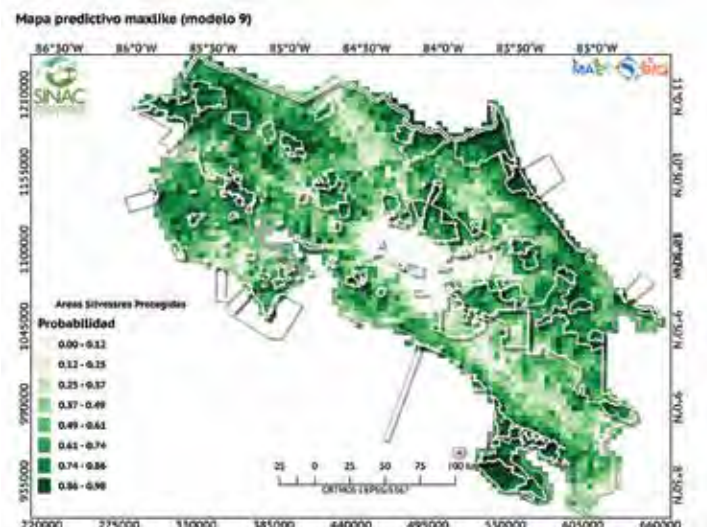 Mapa predictivo maxlike (modelo 9)
86°30'W 86°0'W 85°30'W 85°0'W 84°30'W 84°0'W 83°30'W 83°0'W
SINAC
1210000
1155000
1100000
1045000
990000
935000
11°0'N
10°30'N
9°30'N
9°0'N
8°30'N
Areas Silvestres Protegidas
Probabilidad
0.00 - 0.12
0.12 - 0.25
0.25 - 0.37
0.37 - 0.49
0.49 - 0.61
0.61 - 0.74
0.74 - 0.86
0.86 - 0.98
25 0 25 50 75 100 km
220000 275000 330000 385000 440000 495000 550000 605000 660000